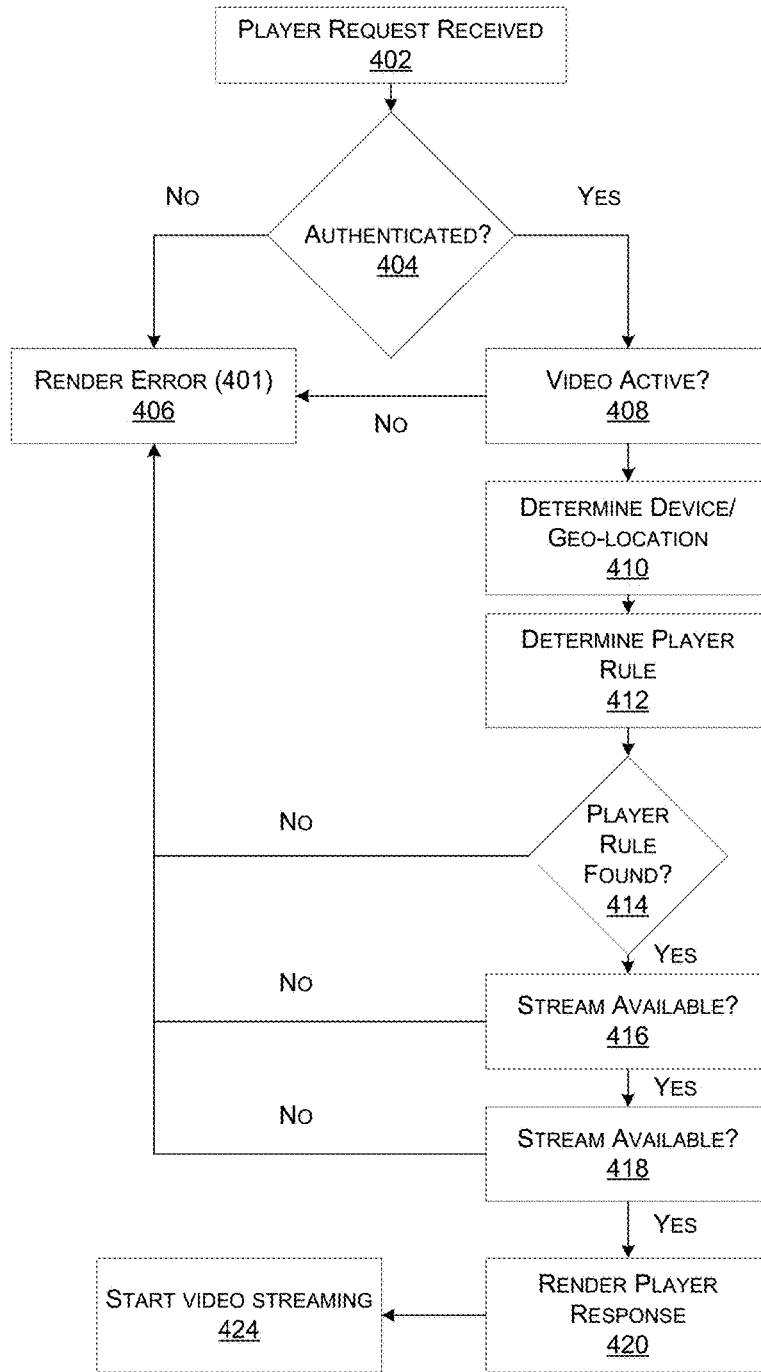 PLAYER REQUEST RECEIVED
402
NO
YES
AUTHENTICATED?
404
RENDER ERROR (401)
406
NO
VIDEO ACTIVE?
408
DETERMINE DEVICE/
GEO-LOCATION
410
DETERMINE PLAYER
RULE
412
NO
PLAYER
RULE
FOUND?
414
YES
NO
STREAM AVAILABLE?
416
YES
NO
STREAM AVAILABLE?
418
YES
START VIDEO STREAMING
424
RENDER PLAYER
RESPONSE
420